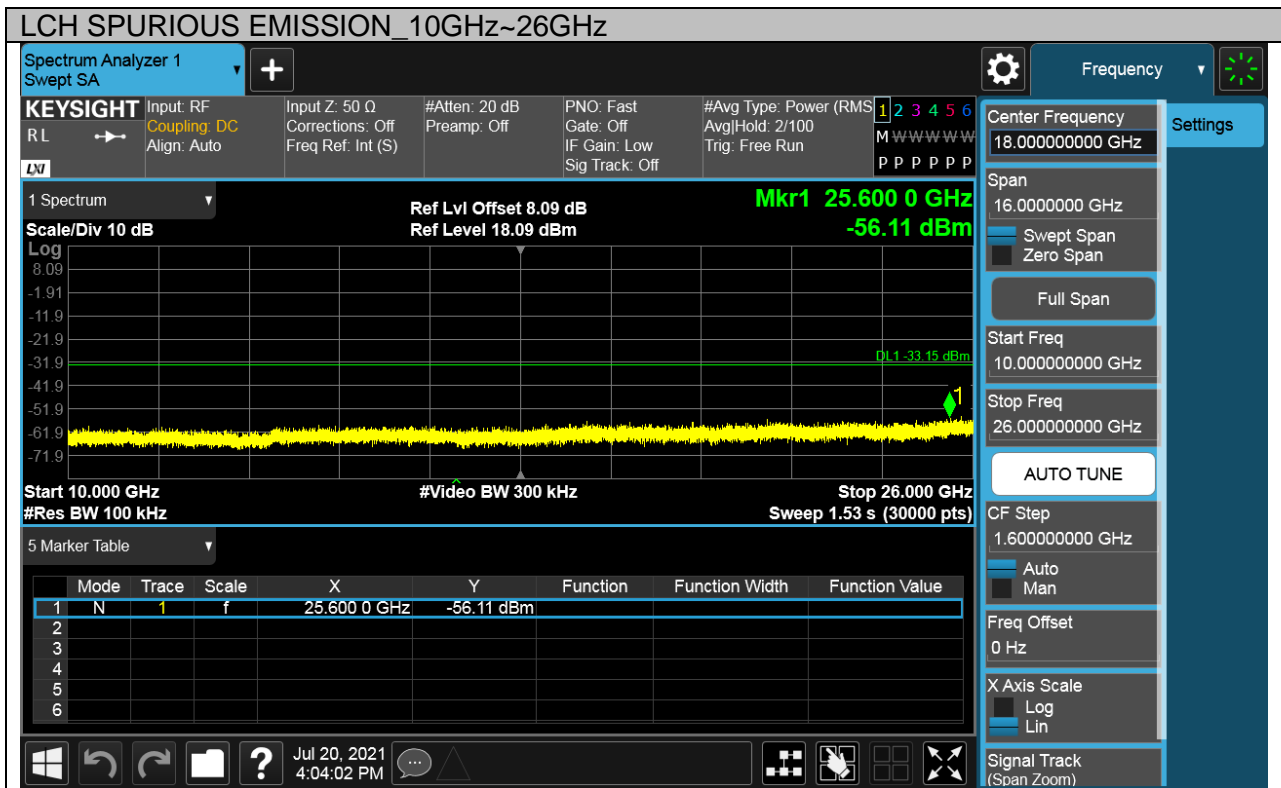 LCH SPURIOUS EMISSION_10GHz~26GHz
Spectrum Analyzer 1
Swept SA
+
Frequency
KEYSIGHT
RL
LXI
Input: RF
Coupling: DC
Align: Auto
Input Z: 50 Ω
Corrections: Off
Freq Ref: Int (S)
#Atten: 20 dB
Preamp: Off
PNO: Fast
Gate: Off
IF Gain: Low
Sig Track: Off
#Avg Type: Power (RMS
Avg|Hold: 2/100
Trig: Free Run
1 2 3 4 5 6
M W W W W W
P P P P P P
1 Spectrum
Scale/Div 10 dB
Ref Lvl Offset 8.09 dB
Ref Level 18.09 dBm
Mkr1 25.600 0 GHz
-56.11 dBm
Log
8.09
-1.91
-11.9
-21.9
-31.9
-41.9
-51.9
-61.9
-71.9
DL1 -33.15 dBm
1
Start 10.000 GHz
#Res BW 100 kHz
#Video BW 300 kHz
Stop 26.000 GHz
Sweep 1.53 s (30000 pts)
5 Marker Table
Mode Trace Scale X Y Function Function Width Function Value
1 N 1 f 25.600 0 GHz -56.11 dBm
2
3
4
5
6
Center Frequency
18.000000000 GHz
Settings
Span
16.0000000 GHz
Swept Span
Zero Span
Full Span
Start Freq
10.000000000 GHz
Stop Freq
26.000000000 GHz
AUTO TUNE
CF Step
1.600000000 GHz
Auto
Man
Freq Offset
0 Hz
X Axis Scale
Log
Lin
Signal Track
(Span Zoom)
?
Jul 20, 2021
4:04:02 PM